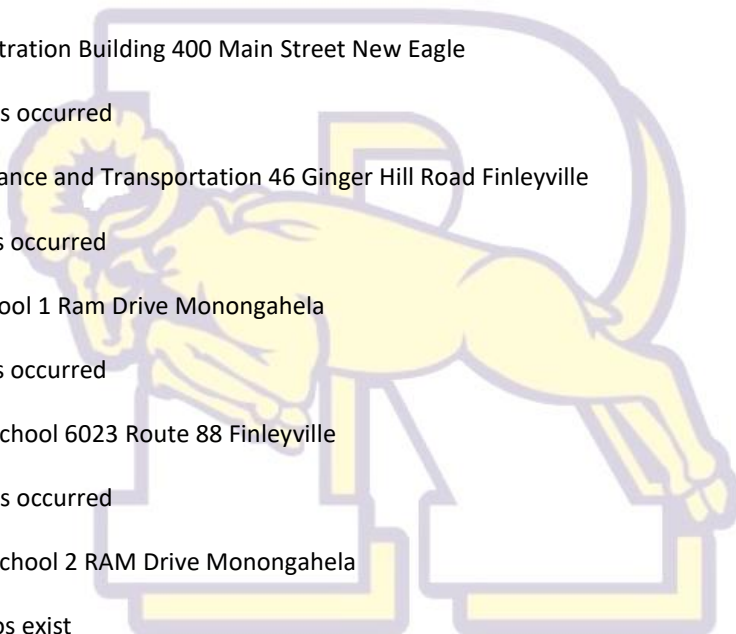 tration Building 400 Main Street New Eagle
s occurred
ance and Transportation 46 Ginger Hill Road Finleyville
s occurred
ool 1 Ram Drive Monongahela
s occurred
chool 6023 Route 88 Finleyville
s occurred
chool 2 RAM Drive Monongahela
os exist
R